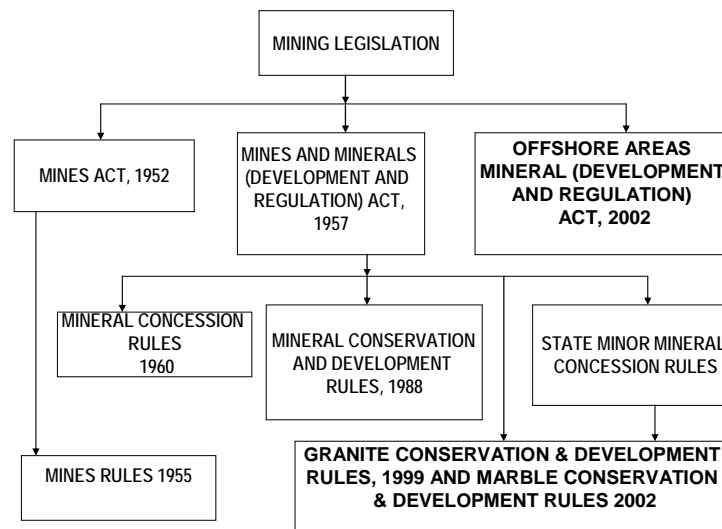 MINING LEGISLATION
MINES ACT, 1952
MINES AND MINERALS
(DEVELOPMENT AND
REGULATION) ACT,
1957
OFFSHORE AREAS
MINERAL (DEVELOPMENT
AND REGULATION)
ACT, 2002
MINERAL CONCESSION
RULES
1960
MINERAL CONSERVATION
AND DEVELOPMENT
RULES, 1988
STATE MINOR MINERAL
CONCESSION RULES
MINES RULES 1955
GRANITE CONSERVATION & DEVELOPMENT
RULES, 1999 AND MARBLE CONSERVATION
& DEVELOPMENT RULES 2002